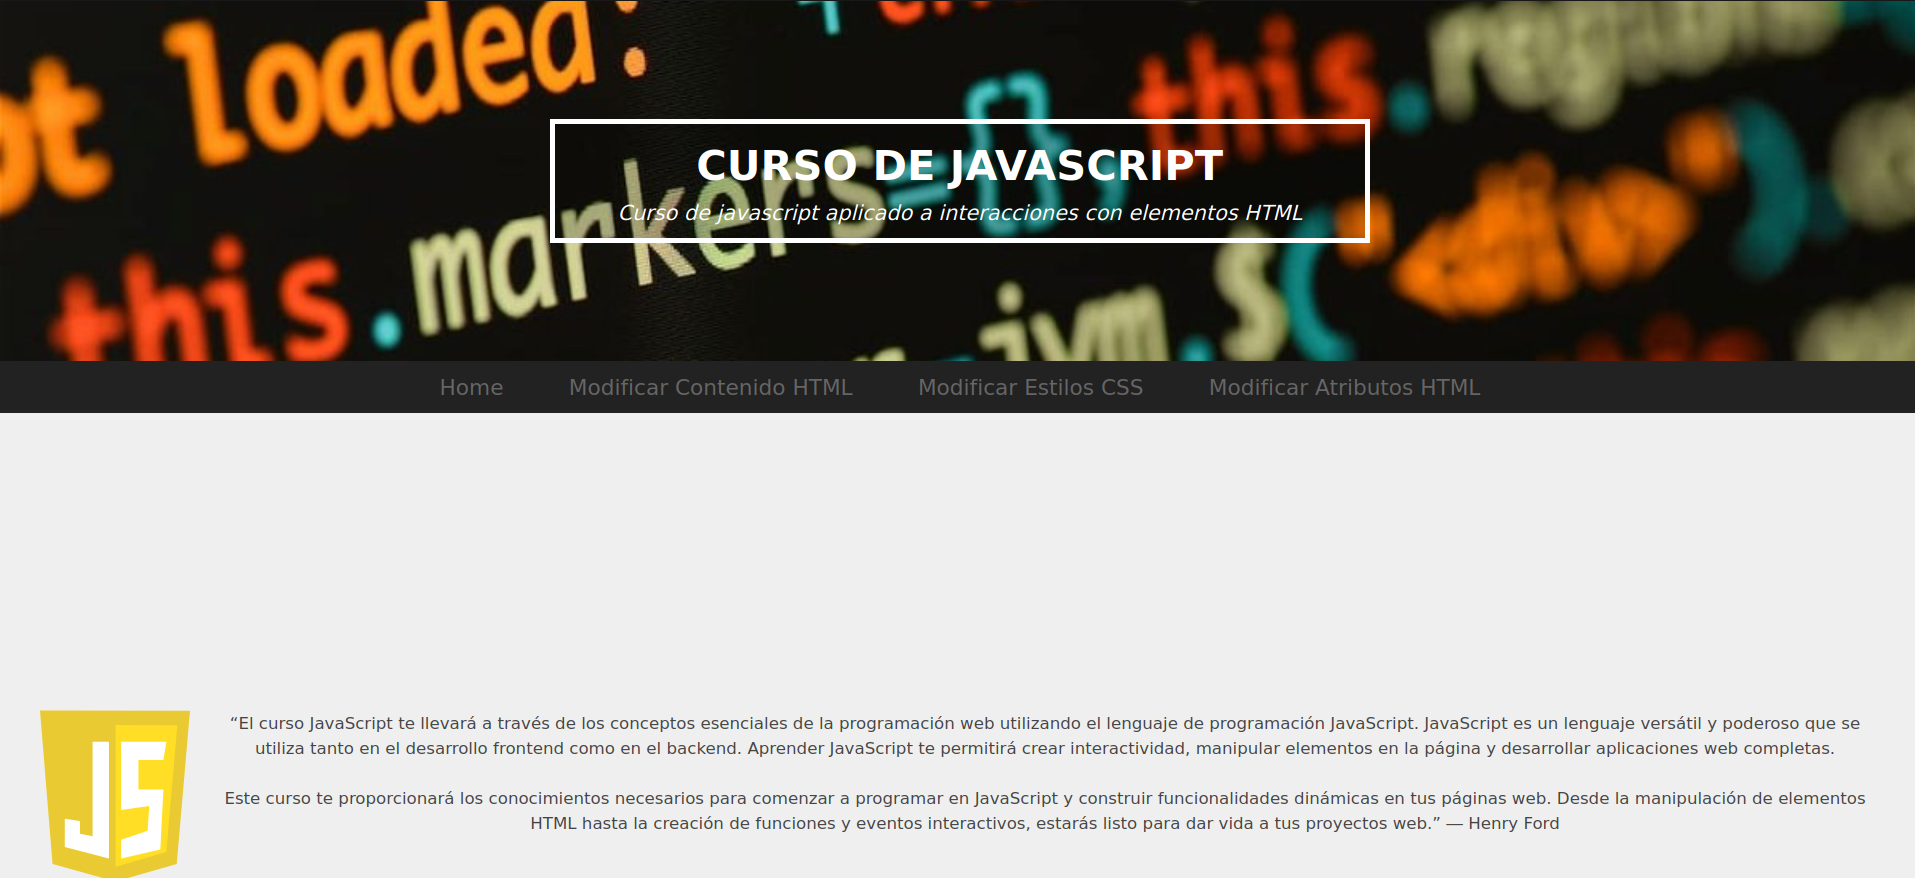 ot loaded!
this.
this.markers={};
CURSO DE JAVASCRIPT
Curso de javascript aplicado a interacciones con elementos HTML
Home Modificar Contenido HTML Modificar Estilos CSS Modificar Atributos HTML
JS
“El curso JavaScript te llevará a través de los conceptos esenciales de la programación web utilizando el lenguaje de programación JavaScript. JavaScript es un lenguaje versátil y poderoso que se
utiliza tanto en el desarrollo frontend como en el backend. Aprender JavaScript te permitirá crear interactividad, manipular elementos en la página y desarrollar aplicaciones web completas.
Este curso te proporcionará los conocimientos necesarios para comenzar a programar en JavaScript y construir funcionalidades dinámicas en tus páginas web. Desde la manipulación de elementos
HTML hasta la creación de funciones y eventos interactivos, estarás listo para dar vida a tus proyectos web.” — Henry Ford